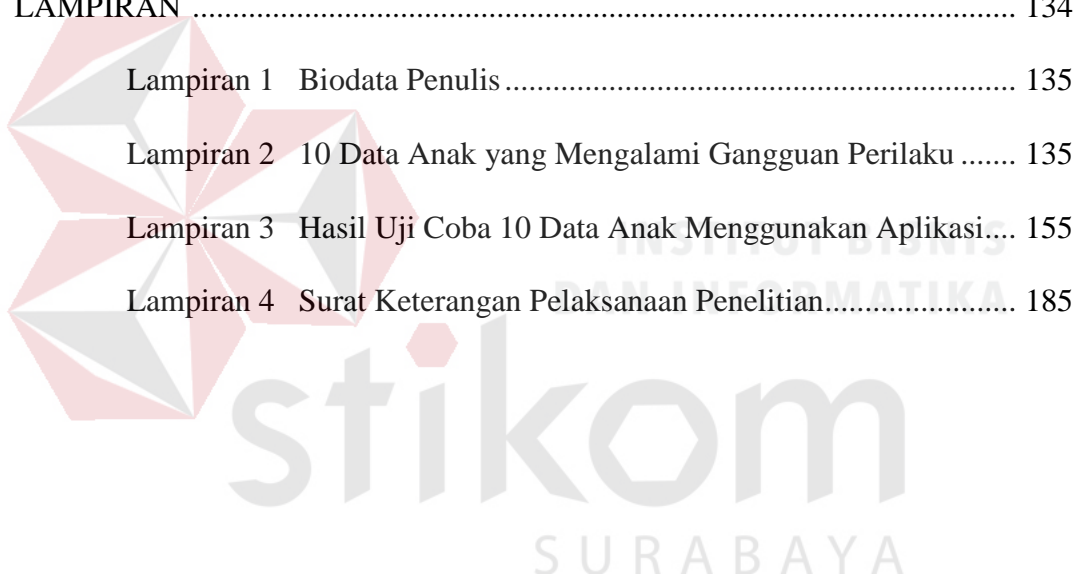 LAMPIRAN ........................................................................................................ 134
Lampiran 1 Biodata Penulis ................................................................. 135
Lampiran 2 10 Data Anak yang Mengalami Gangguan Perilaku ....... 135
Lampiran 3 Hasil Uji Coba 10 Data Anak Menggunakan Aplikasi.... 155
INSTITUT BISNIS
Lampiran 4 Surat Keterangan Pelaksanaan Penelitian........................ 185
DAN INFORMATIKA
stikom
SURABAYA